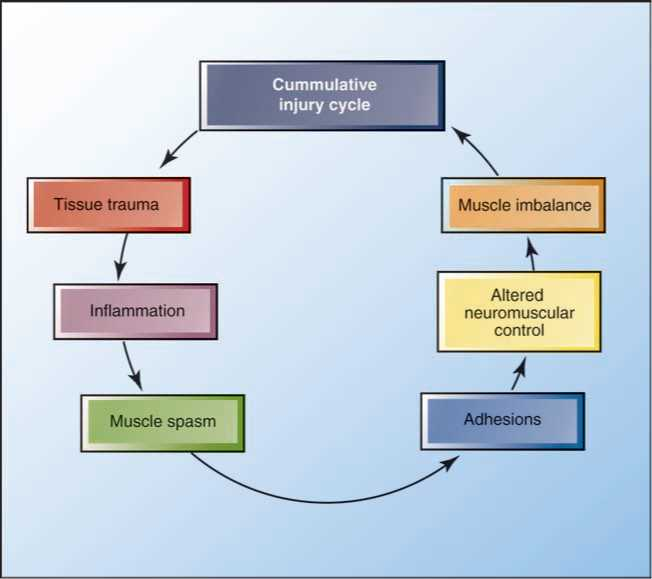 Cummulative
injury cycle
Tissue trauma
Inflammation
Muscle spasm
Adhesions
Altered
neuromuscular
control
Muscle imbalance